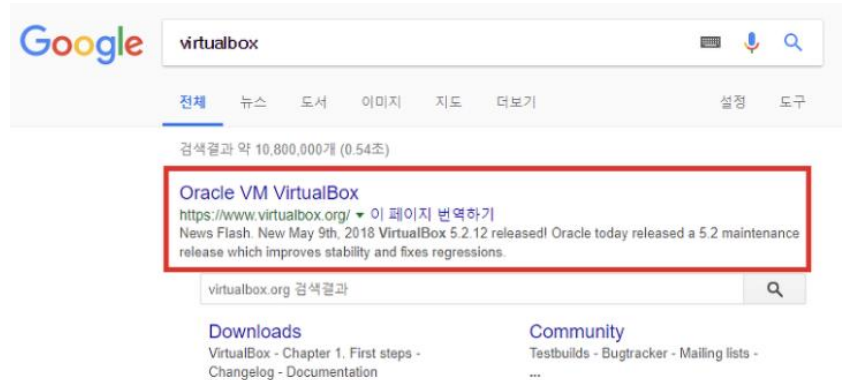 Google
virtualbox
전체 뉴스 도서 이미지 지도 더보기 설정 도구
검색결과 약 10,800,000개 (0.54초)
Oracle VM VirtualBox
https://www.virtualbox.org/ ▾ 이 페이지 번역하기
News Flash. New May 9th, 2018 VirtualBox 5.2.12 released! Oracle today released a 5.2 maintenance
release which improves stability and fixes regressions.
virtualbox.org 검색결과
Downloads
VirtualBox - Chapter 1. First steps -
Changelog - Documentation
Community
Testbuilds - Bugtracker - Mailing lists -
...